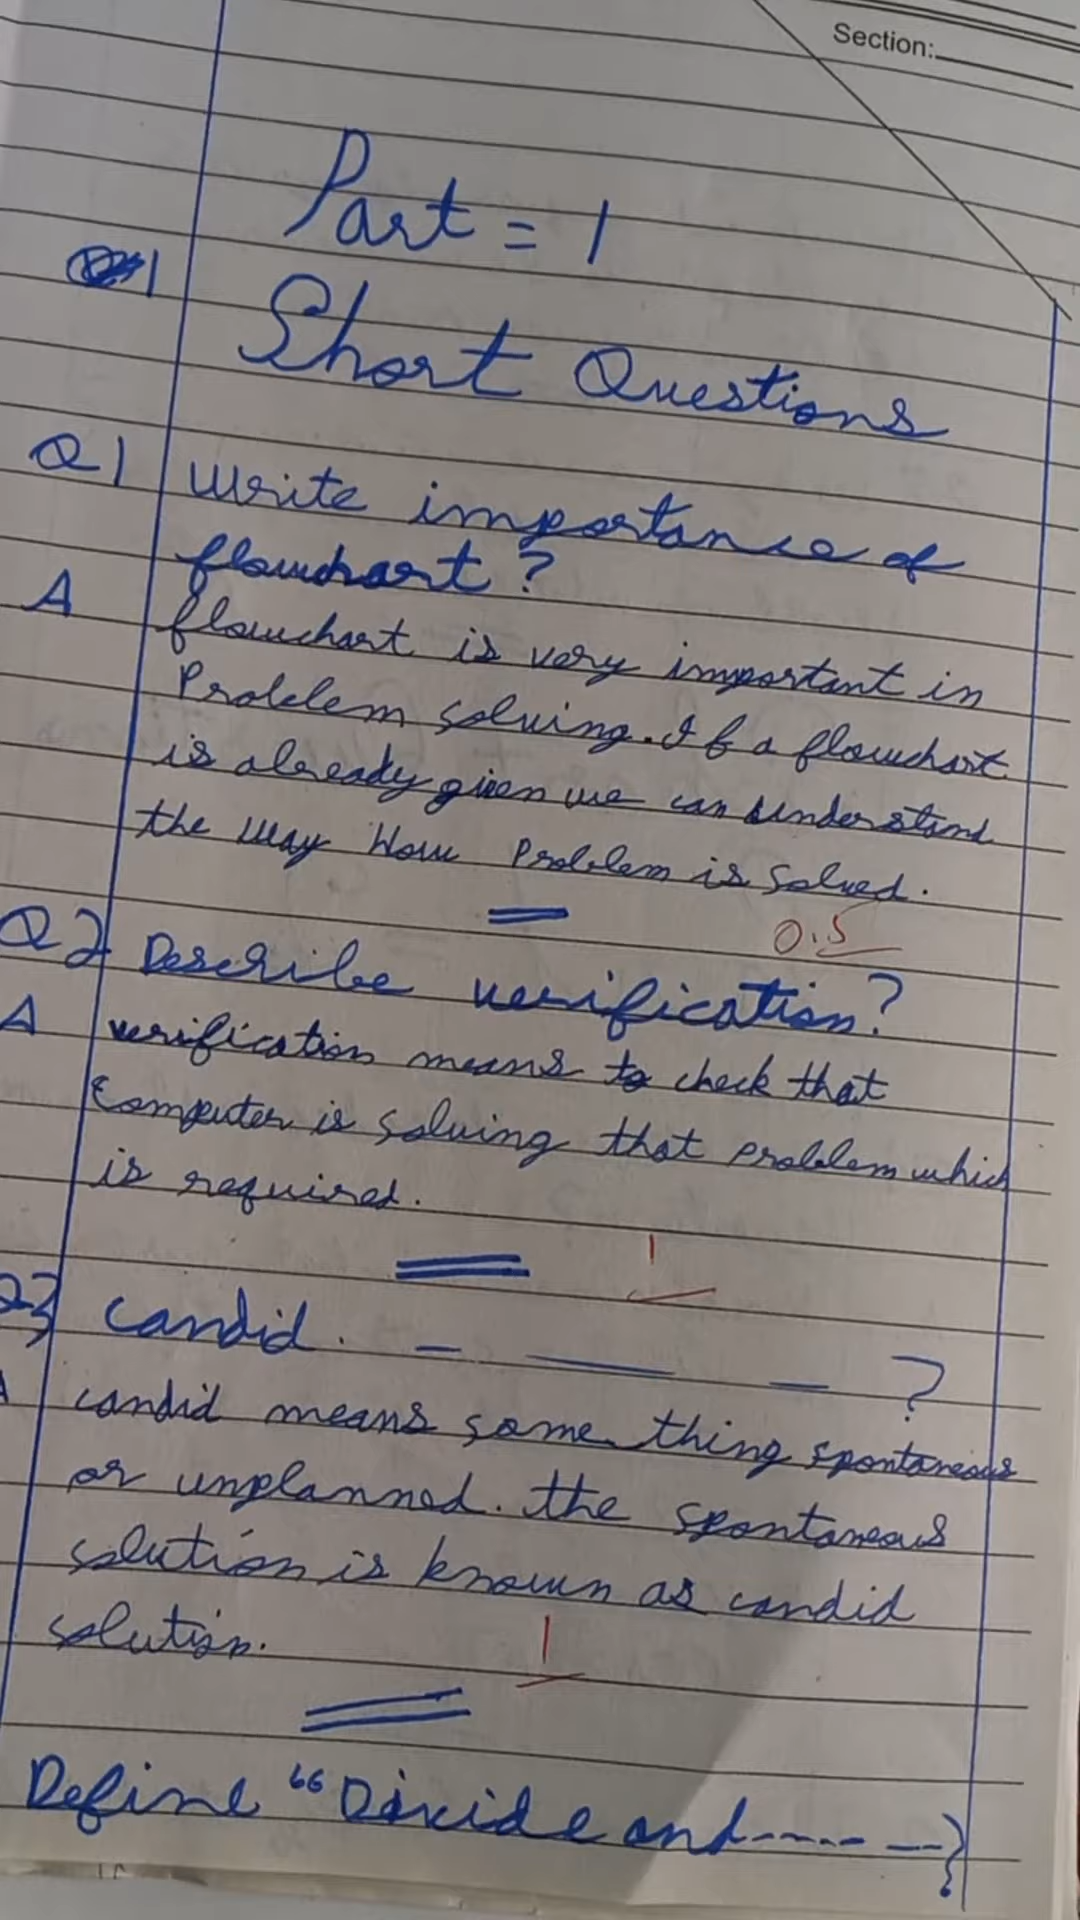 Section:
Part = 1
Short Questions
Q1 Write importance of
flowchart ?
A flowchart is very important in
Problem solving. If a flowchart
is already given we can understand
the way How Problem is solved.
0.5
Q2 Describe verification?
A verification means to check that
Computer is solving that problem which
is required.
1
Q3 Candid. - — - ?
A candid means some thing spontaneous
or unplanned. the spontaneous
solution is known as candid
solution.
1
Define "Divide and----- -?